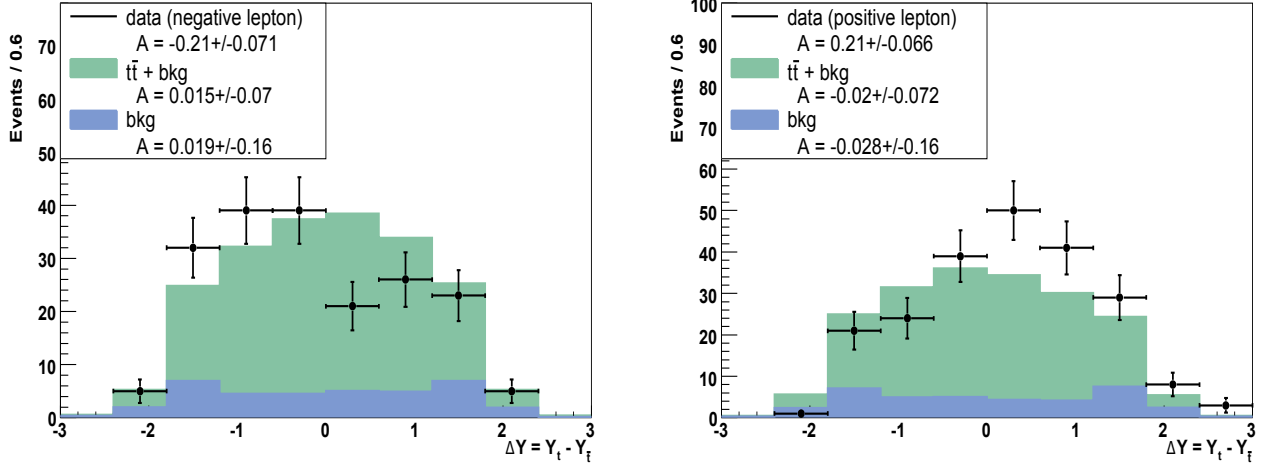 data (negative lepton)
A = -0.21+/-0.071
tt̄ + bkg
A = 0.015+/-0.07
bkg
A = 0.019+/-0.16
Events / 0.6
70
60
50
40
30
20
10
0
-3 -2 -1 0 1 2 3
ΔY = Y_t - Y_t̄
data (positive lepton)
A = 0.21+/-0.066
tt̄ + bkg
A = -0.02+/-0.072
bkg
A = -0.028+/-0.16
Events / 0.6
100
90
80
70
60
50
40
30
20
10
0
-3 -2 -1 0 1 2 3
ΔY = Y_t - Y_t̄